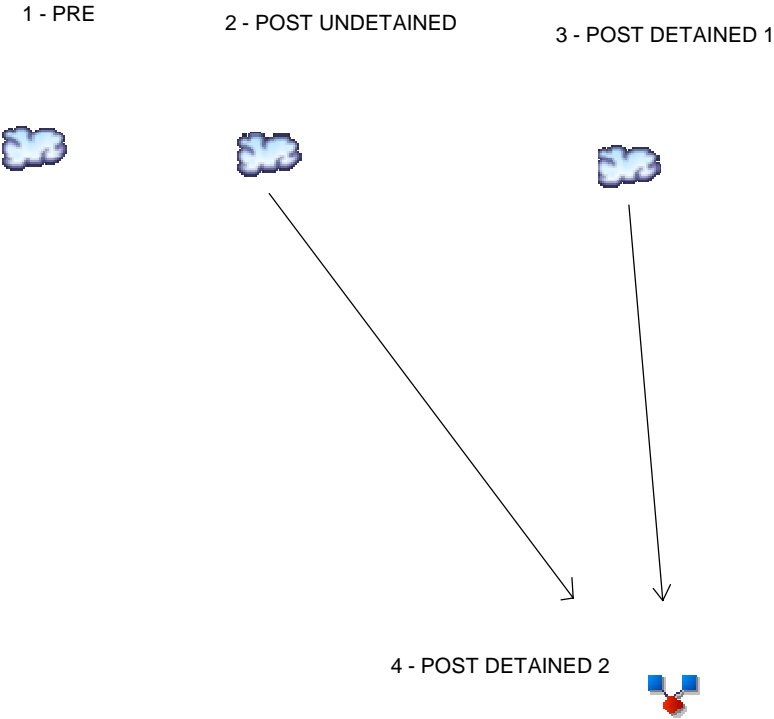 1 - PRE
2 - POST UNDETAINED
3 - POST DETAINED 1
4 - POST DETAINED 2